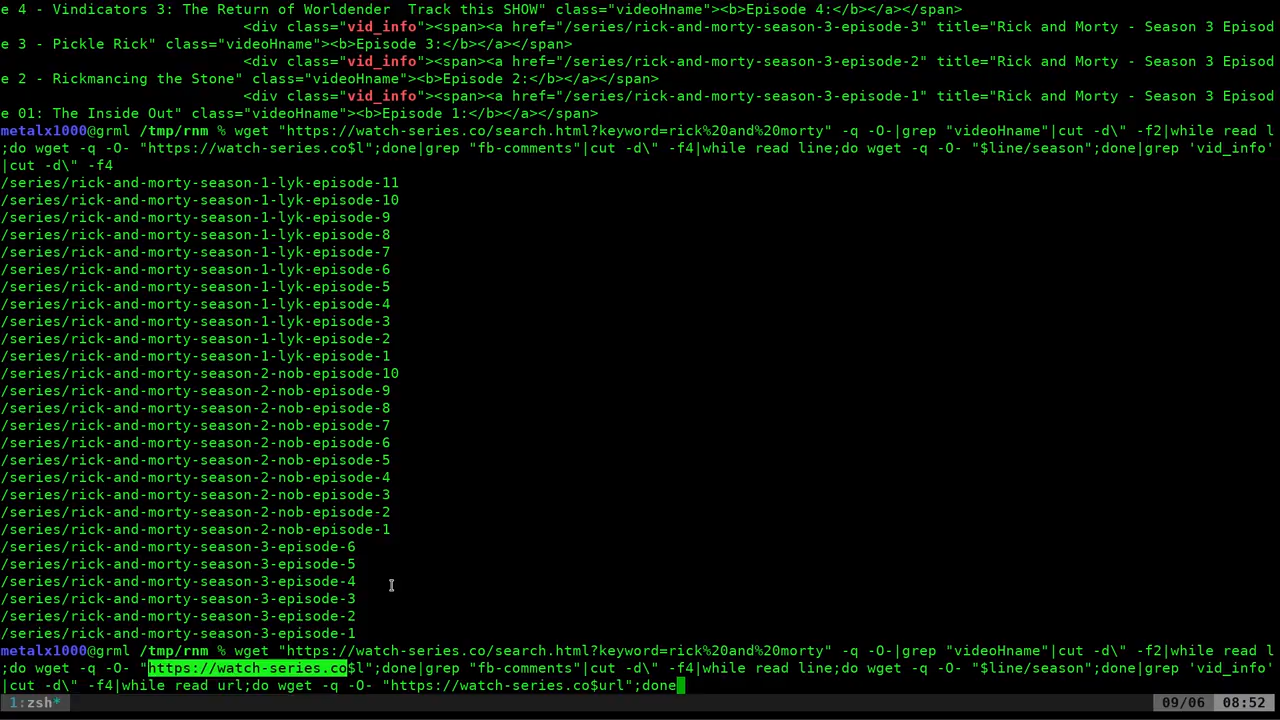 e 4 - Vindicators 3: The Return of Worldender  Track this SHOW" class="videoHname"><b>Episode 4:</b></a></span>
<div class="vid_info"><span><a href="/series/rick-and-morty-season-3-episode-3" title="Rick and Morty - Season 3 Episod
e 3 - Pickle Rick" class="videoHname"><b>Episode 3:</b></a></span>
<div class="vid_info"><span><a href="/series/rick-and-morty-season-3-episode-2" title="Rick and Morty - Season 3 Episod
e 2 - Rickmancing the Stone" class="videoHname"><b>Episode 2:</b></a></span>
<div class="vid_info"><span><a href="/series/rick-and-morty-season-3-episode-1" title="Rick and Morty - Season 3 Episod
e 01: The Inside Out" class="videoHname"><b>Episode 1:</b></a></span>
metalx1000@grml /tmp/rnm % wget "https://watch-series.co/search.html?keyword=rick%20and%20morty" -q -O-|grep "videoHname"|cut -d\" -f2|while read l
;do wget -q -O- "https://watch-series.co$l";done|grep "fb-comments"|cut -d\" -f4|while read line;do wget -q -O- "$line/season";done|grep 'vid_info'
|cut -d\" -f4
/series/rick-and-morty-season-1-lyk-episode-11
/series/rick-and-morty-season-1-lyk-episode-10
/series/rick-and-morty-season-1-lyk-episode-9
/series/rick-and-morty-season-1-lyk-episode-8
/series/rick-and-morty-season-1-lyk-episode-7
/series/rick-and-morty-season-1-lyk-episode-6
/series/rick-and-morty-season-1-lyk-episode-5
/series/rick-and-morty-season-1-lyk-episode-4
/series/rick-and-morty-season-1-lyk-episode-3
/series/rick-and-morty-season-1-lyk-episode-2
/series/rick-and-morty-season-1-lyk-episode-1
/series/rick-and-morty-season-2-nob-episode-10
/series/rick-and-morty-season-2-nob-episode-9
/series/rick-and-morty-season-2-nob-episode-8
/series/rick-and-morty-season-2-nob-episode-7
/series/rick-and-morty-season-2-nob-episode-6
/series/rick-and-morty-season-2-nob-episode-5
/series/rick-and-morty-season-2-nob-episode-4
/series/rick-and-morty-season-2-nob-episode-3
/series/rick-and-morty-season-2-nob-episode-2
/series/rick-and-morty-season-2-nob-episode-1
/series/rick-and-morty-season-3-episode-6
/series/rick-and-morty-season-3-episode-5
/series/rick-and-morty-season-3-episode-4
/series/rick-and-morty-season-3-episode-3
/series/rick-and-morty-season-3-episode-2
/series/rick-and-morty-season-3-episode-1
metalx1000@grml /tmp/rnm % wget "https://watch-series.co/search.html?keyword=rick%20and%20morty" -q -O-|grep "videoHname"|cut -d\" -f2|while read l
;do wget -q -O- "https://watch-series.co$l";done|grep "fb-comments"|cut -d\" -f4|while read line;do wget -q -O- "$line/season";done|grep 'vid_info'
|cut -d\" -f4|while read url;do wget -q -O- "https://watch-series.co$url";done
1:zsh* 09/06 08:52